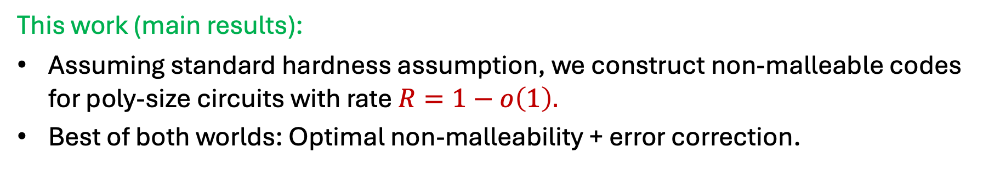 This work (main results):
• Assuming standard hardness assumption, we construct non-malleable codes
for poly-size circuits with rate R = 1 − o(1).
• Best of both worlds: Optimal non-malleability + error correction.